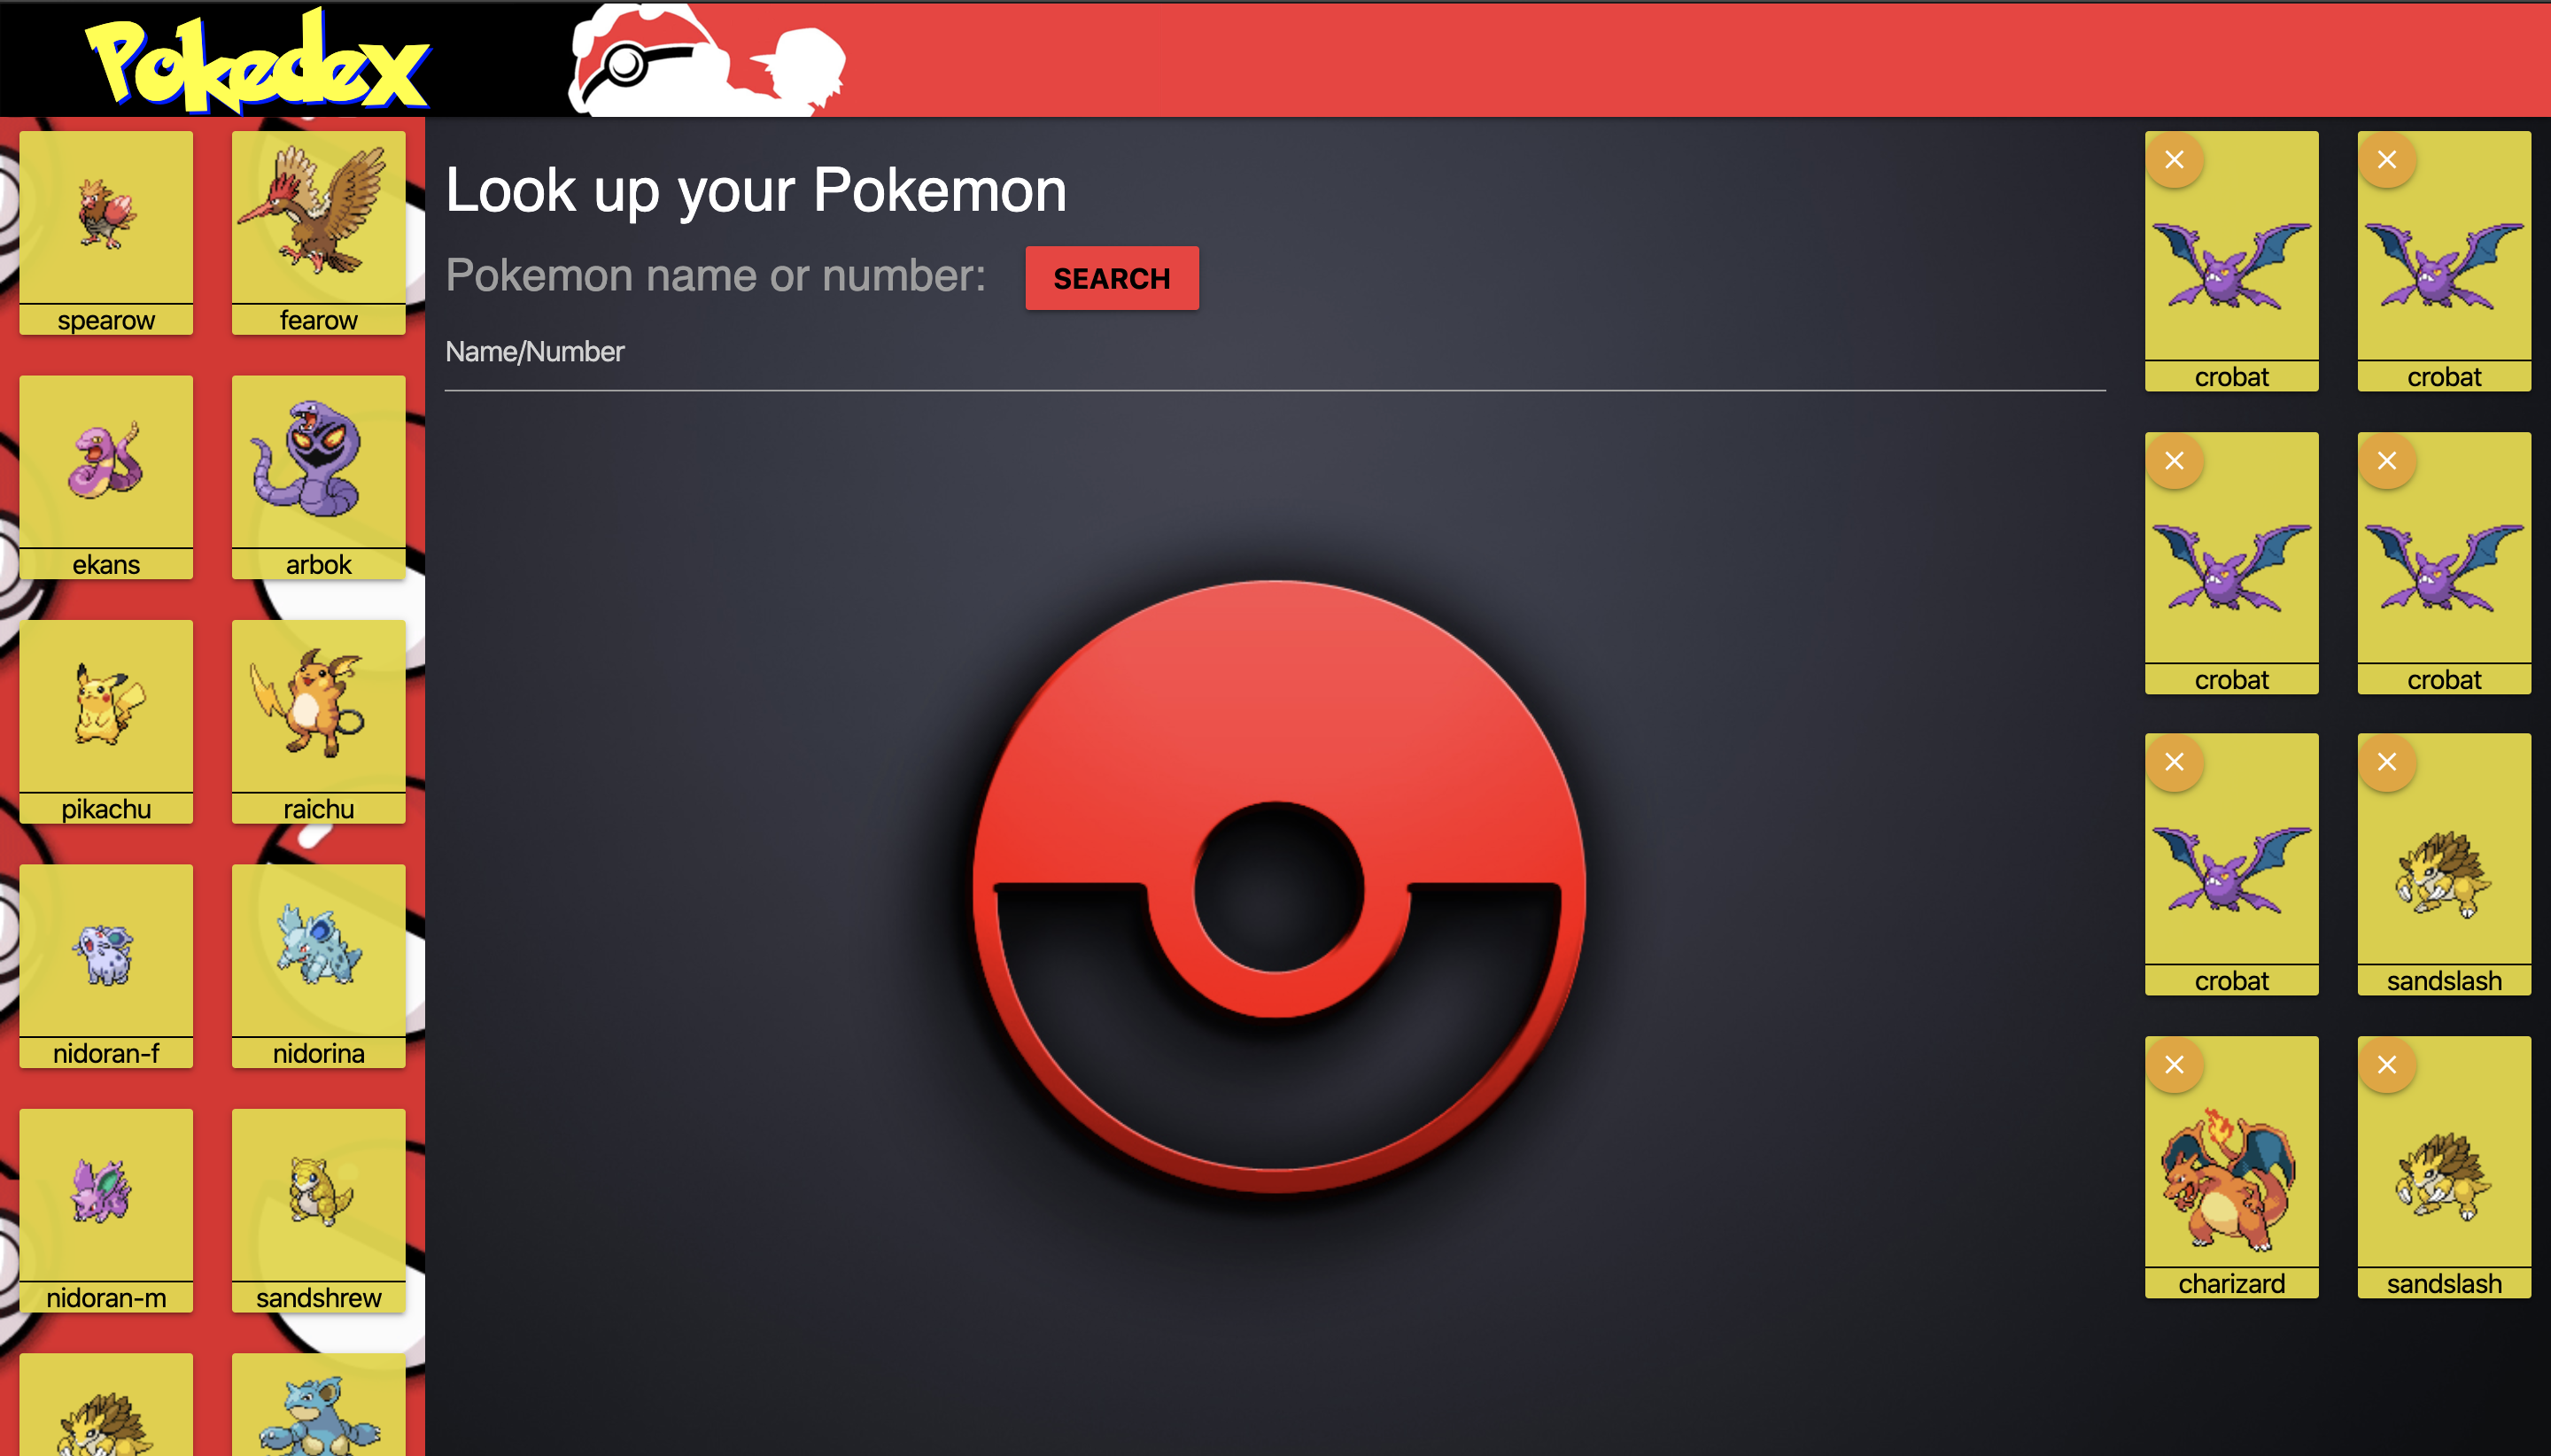 Pokedex
spearow
fearow
ekans
arbok
pikachu
raichu
nidoran-f
nidorina
nidoran-m
sandshrew
Look up your Pokemon
Pokemon name or number:
SEARCH
Name/Number
crobat
crobat
crobat
crobat
crobat
sandslash
charizard
sandslash